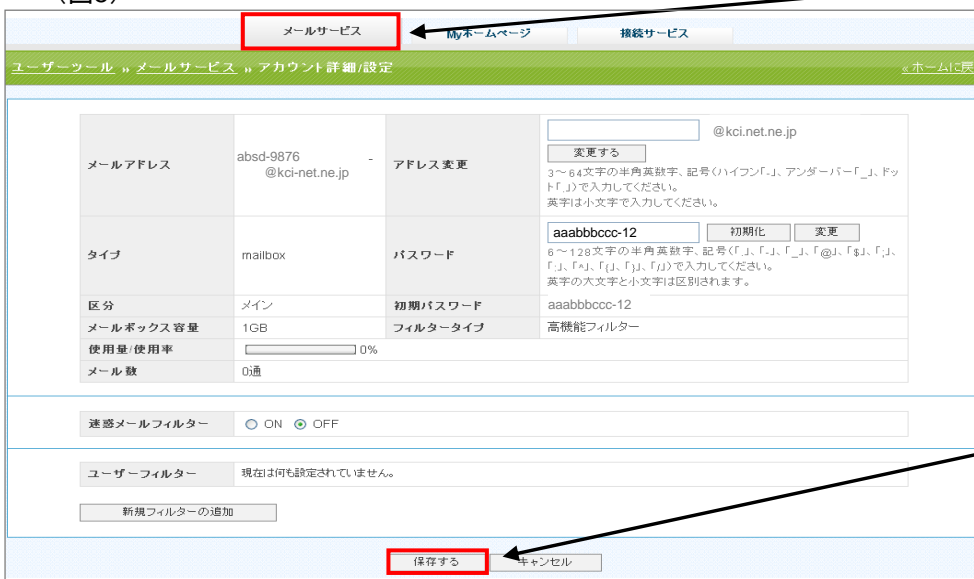 メールサービス Myホームページ 接続サービス
ユーザーツール » メールサービス » アカウント詳細/設定 «ホームに戻
メールアドレス absd-9876 - アドレス変更 @kci.net.ne.jp
@kci-net.ne.jp 変更する
3～64文字の半角英数字、記号(ハイフン「-」、アンダーバー「_」、ドッ
ト「.」)で入力してください。
英字は小文字で入力してください。
タイプ mailbox パスワード aaabbbccc-12 初期化 変更
6～128文字の半角英数字、記号(「.」、「-」、「_」、「@」、「$」、「;」、
「:」、「^」、「{」、「}」、「/」)で入力してください。
英字の大文字と小文字は区別されます。
区分 メイン 初期パスワード aaabbbccc-12
メールボックス容量 1GB フィルタータイプ 高機能フィルター
使用量/使用率 0%
メール数 0通
迷惑メールフィルター ON OFF
ユーザーフィルター 現在は何も設定されていません。
新規フィルターの追加
保存する キャンセル